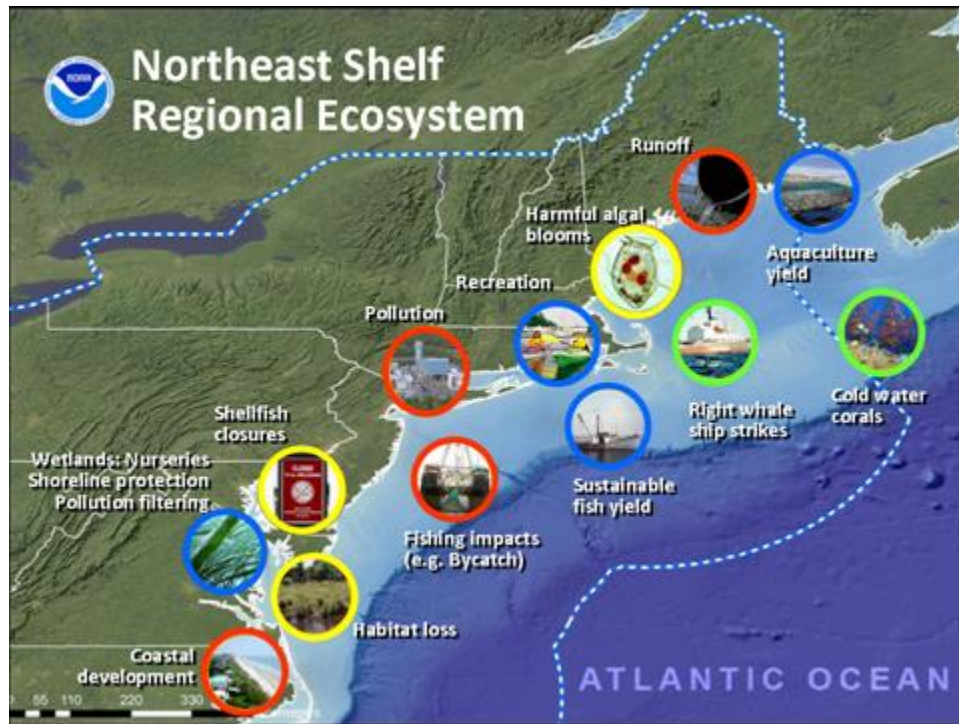 Northeast Shelf
Regional Ecosystem
NOAA
Runoff
Harmful algal
blooms
Aquaculture
yield
Recreation
Pollution
Shellfish
closures
Right whale
ship strikes
Cold water
corals
Wetlands: Nurseries
Shoreline protection
Pollution filtering
Sustainable
fish yield
Fishing impacts
(e.g. Bycatch)
Habitat loss
Coastal
development
ATLANTIC OCEAN
55 110 220 330